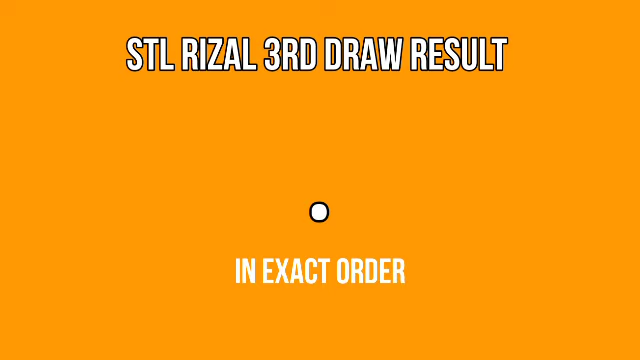 STL RIZAL 3RD DRAW RESULT
O
IN EXACT ORDER